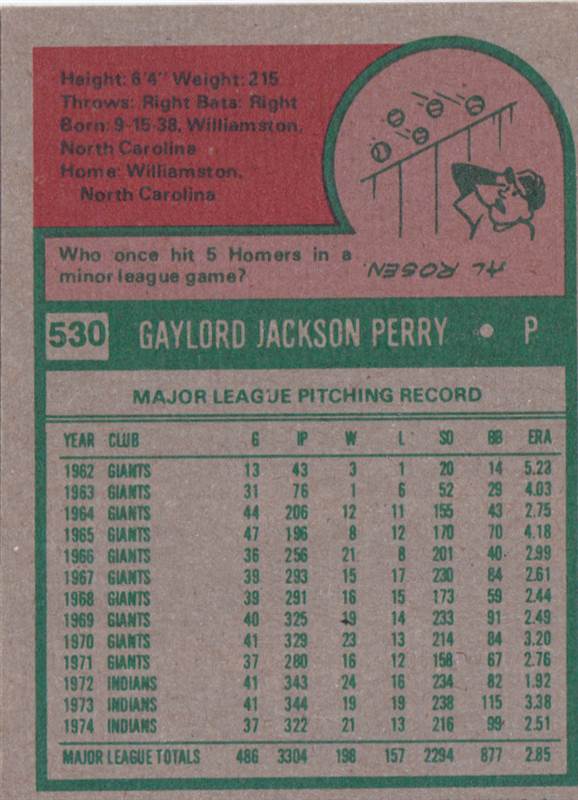 Height: 6'4" Weight: 215
Throws: Right Bats: Right
Born: 9-15-38, Williamston,
North Carolina
Home: Williamston,
North Carolina
Who once hit 5 Homers in a
minor league game?
AL ROSEN.
530 GAYLORD JACKSON PERRY • P
MAJOR LEAGUE PITCHING RECORD
YEAR CLUB G IP W L SO BB ERA
1962 GIANTS 13 43 3 1 20 14 5.23
1963 GIANTS 31 76 1 6 52 29 4.03
1964 GIANTS 44 206 12 11 155 43 2.75
1965 GIANTS 47 196 8 12 170 70 4.18
1966 GIANTS 36 256 21 8 201 40 2.99
1967 GIANTS 39 293 15 17 230 84 2.61
1968 GIANTS 39 291 16 15 173 59 2.44
1969 GIANTS 40 325 19 14 233 91 2.49
1970 GIANTS 41 329 23 13 214 84 3.20
1971 GIANTS 37 280 16 12 158 67 2.76
1972 INDIANS 41 343 24 16 234 82 1.92
1973 INDIANS 41 344 19 19 238 115 3.38
1974 INDIANS 37 322 21 13 216 99 2.51
MAJOR LEAGUE TOTALS 486 3304 198 157 2294 877 2.85